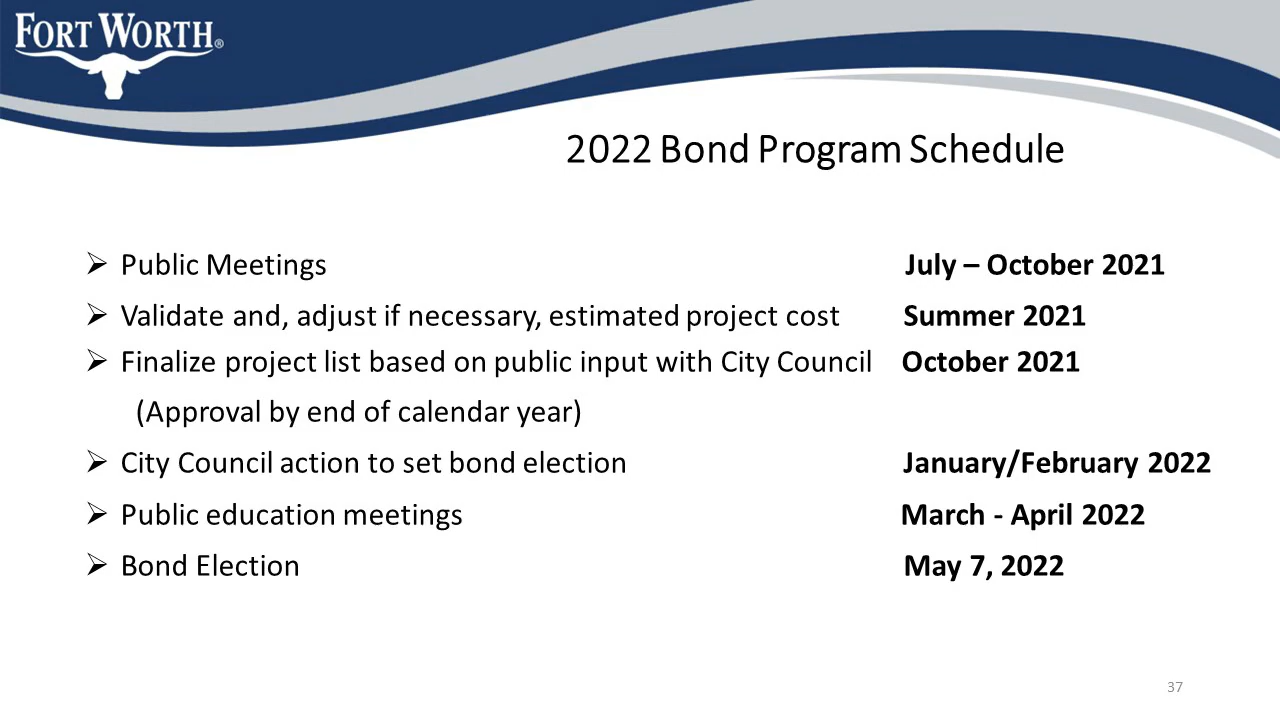 FORT WORTH®
2022 Bond Program Schedule
➢ Public Meetings July – October 2021
➢ Validate and, adjust if necessary, estimated project cost Summer 2021
➢ Finalize project list based on public input with City Council October 2021
(Approval by end of calendar year)
➢ City Council action to set bond election January/February 2022
➢ Public education meetings March - April 2022
➢ Bond Election May 7, 2022
37